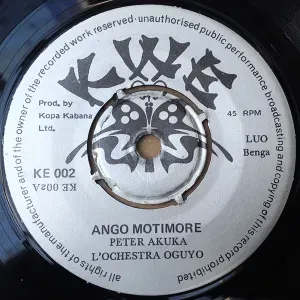 all rights of the manufacturer and of the owner of the recorded work reserved · unauthorised public performance broadcasting and copying of this record prohibited
KWE
Prod. by
Kopa Kabana
Ltd.
45 RPM
LUO
Benga
KE 002
KE 002A
ANGO MOTIMORE
PETER AKUKA
L'OCHESTRA OGUYO